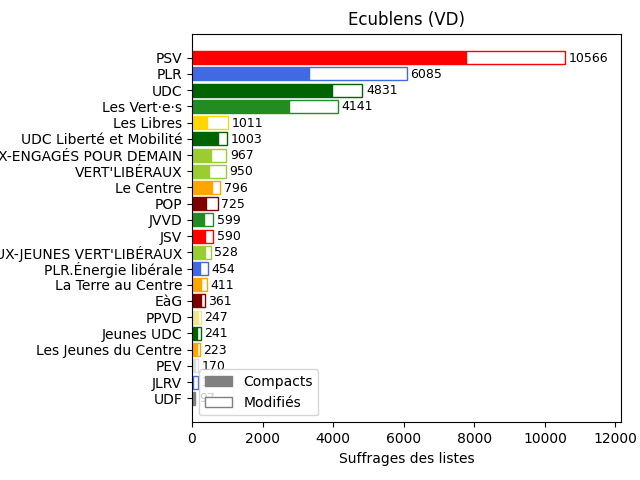 Ecublens (VD)
PSV 10566
PLR 6085
UDC 4831
Les Vert·e·s 4141
Les Libres 1011
UDC Liberté et Mobilité 1003
X-ENGAGÉS POUR DEMAIN 967
VERT'LIBÉRAUX 950
Le Centre 796
POP 725
JVVD 599
JSV 590
UX-JEUNES VERT'LIBÉRAUX 528
PLR.Énergie libérale 454
La Terre au Centre 411
EàG 361
PPVD 247
Jeunes UDC 241
Les Jeunes du Centre 223
PEV 170
JLRV
UDF
Compacts
Modifiés
0 2000 4000 6000 8000 10000 12000
Suffrages des listes